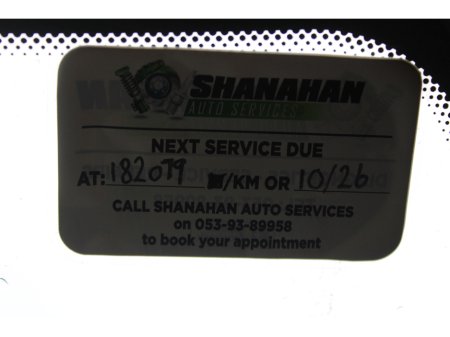 SHANAHAN
AUTO SERVICES
NEXT SERVICE DUE
AT: 182079 /KM OR 10/26
CALL SHANAHAN AUTO SERVICES
on 053-93-89958
to book your appointment